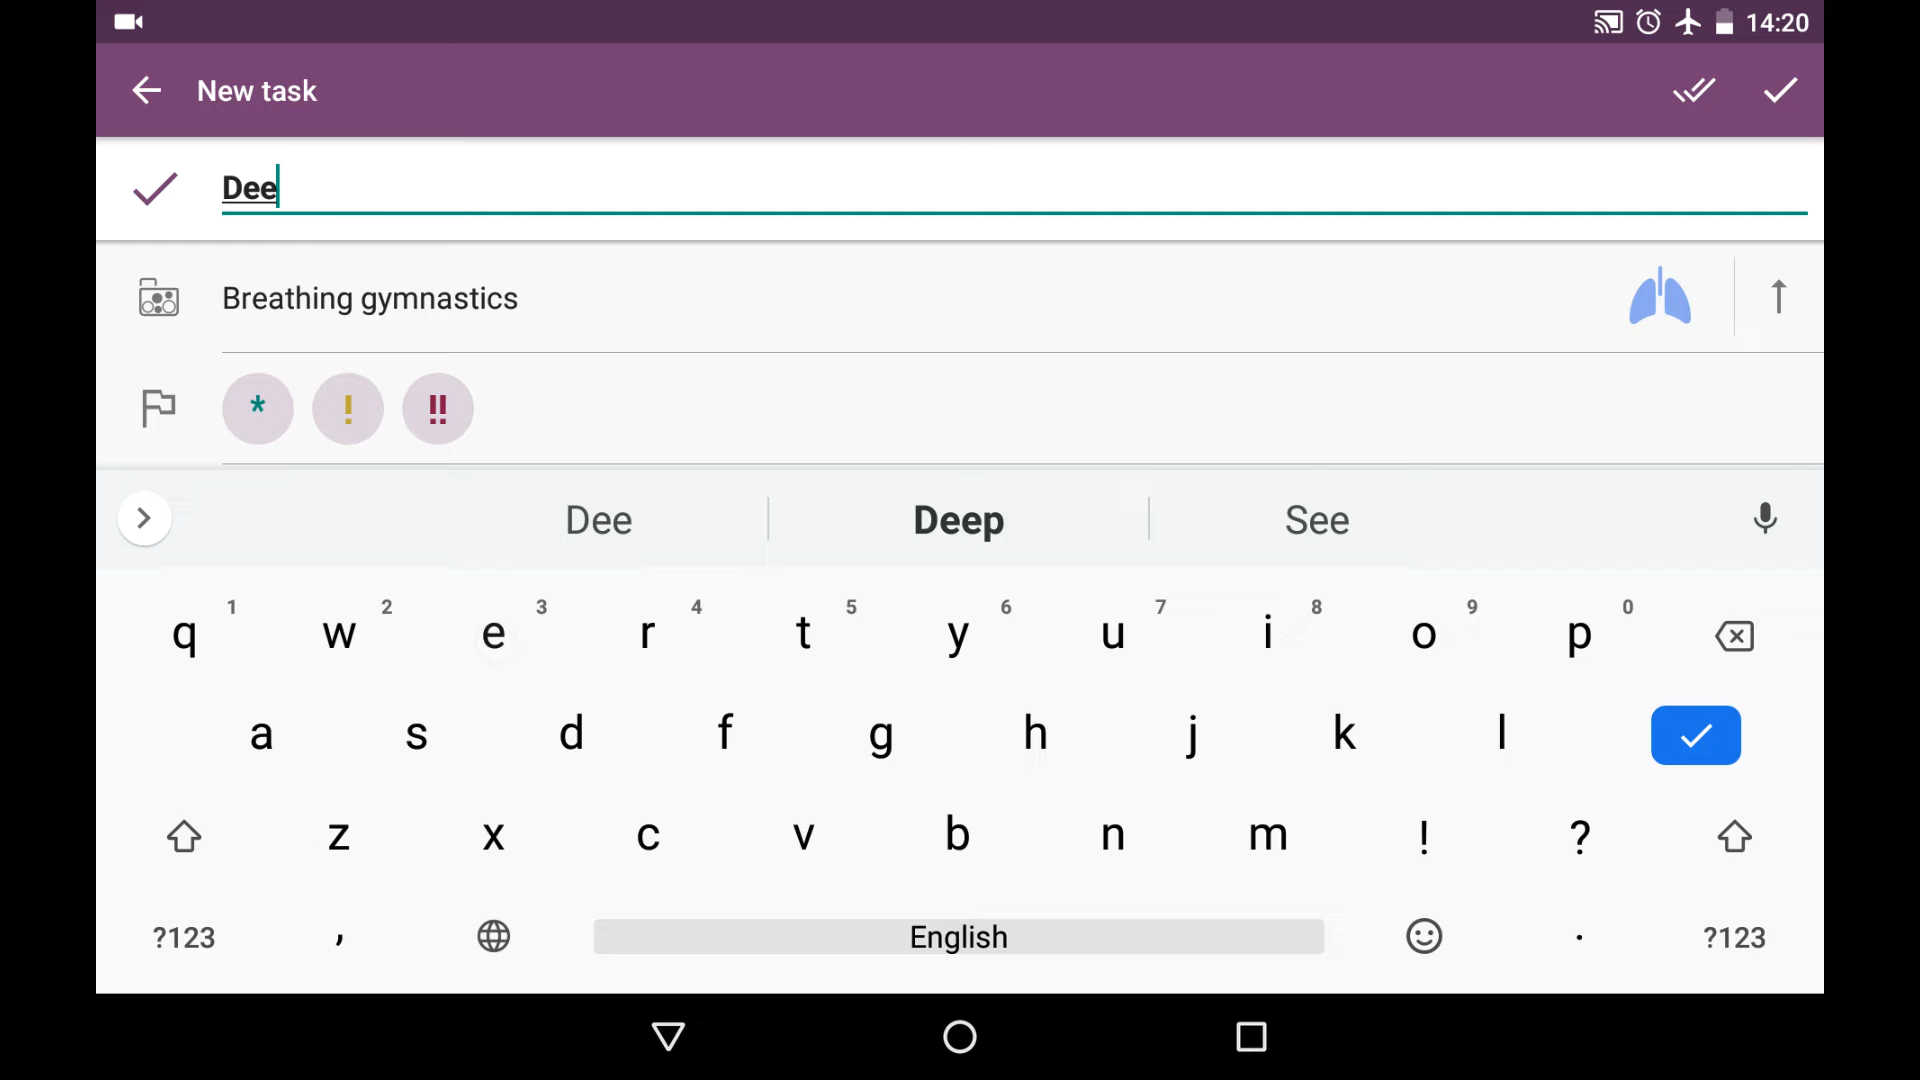 14:20
New task
Dee
Breathing gymnastics
* ! !!
Dee Deep See
q 1 w 2 e 3 r 4 t 5 y 6 u 7 i 8 o 9 p 0
a s d f g h j k l
z x c v b n m ! ?
?123 , English . ?123